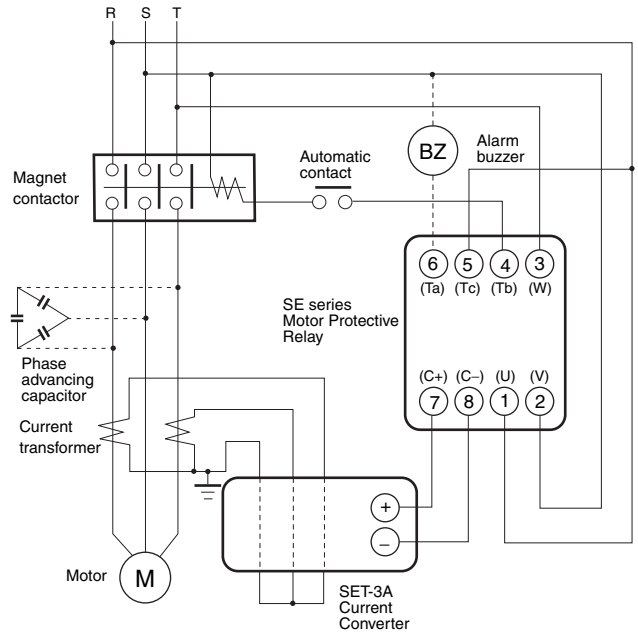 R S T
BZ
Alarm
buzzer
Automatic
contact
Magnet
contactor
6 5 4 3
(Ta) (Tc) (Tb) (W)
SE series
Motor Protective
Relay
Phase
advancing
capacitor
(C+) (C−) (U) (V)
7 8 1 2
Current
transformer
+
−
Motor
M
SET-3A
Current
Converter